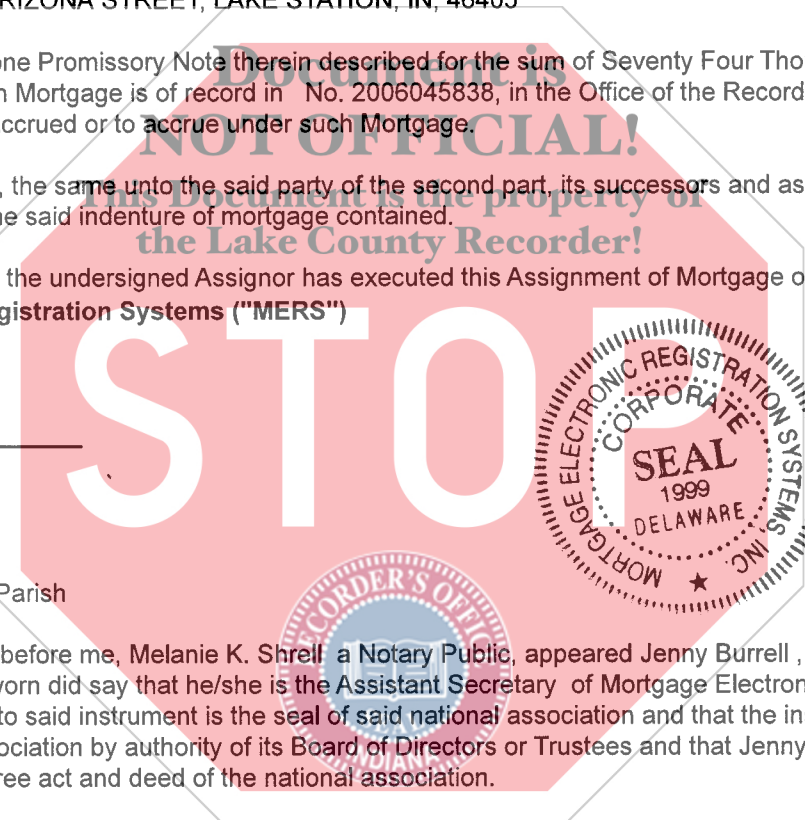 RIZONA STREET, LAKE STATION, IN, 46405
one Promissory Note therein described for the sum of Seventy Four Tho
Document is
n Mortgage is of record in No. 2006045838, in the Office of the Record
ccrued or to accrue under such Mortgage.
NOT OFFICIAL!
, the same unto the said party of the second part, its successors and as
This Document is the property of
he said indenture of mortgage contained.
the Lake County Recorder!
the undersigned Assignor has executed this Assignment of Mortgage o
gistration Systems ("MERS")
STOP
MORTGAGE ELECTRONIC REGISTRATION SYSTEMS, INC.
CORPORATE
SEAL
1999
DELAWARE
Parish
RECORDER'S OFFICE
before me, Melanie K. Shrell a Notary Public, appeared Jenny Burrell ,
vorn did say that he/she is the Assistant Secretary of Mortgage Electron
to said instrument is the seal of said national association and that the in
ociation by authority of its Board of Directors or Trustees and that Jenny
INDIANA
ree act and deed of the national association.